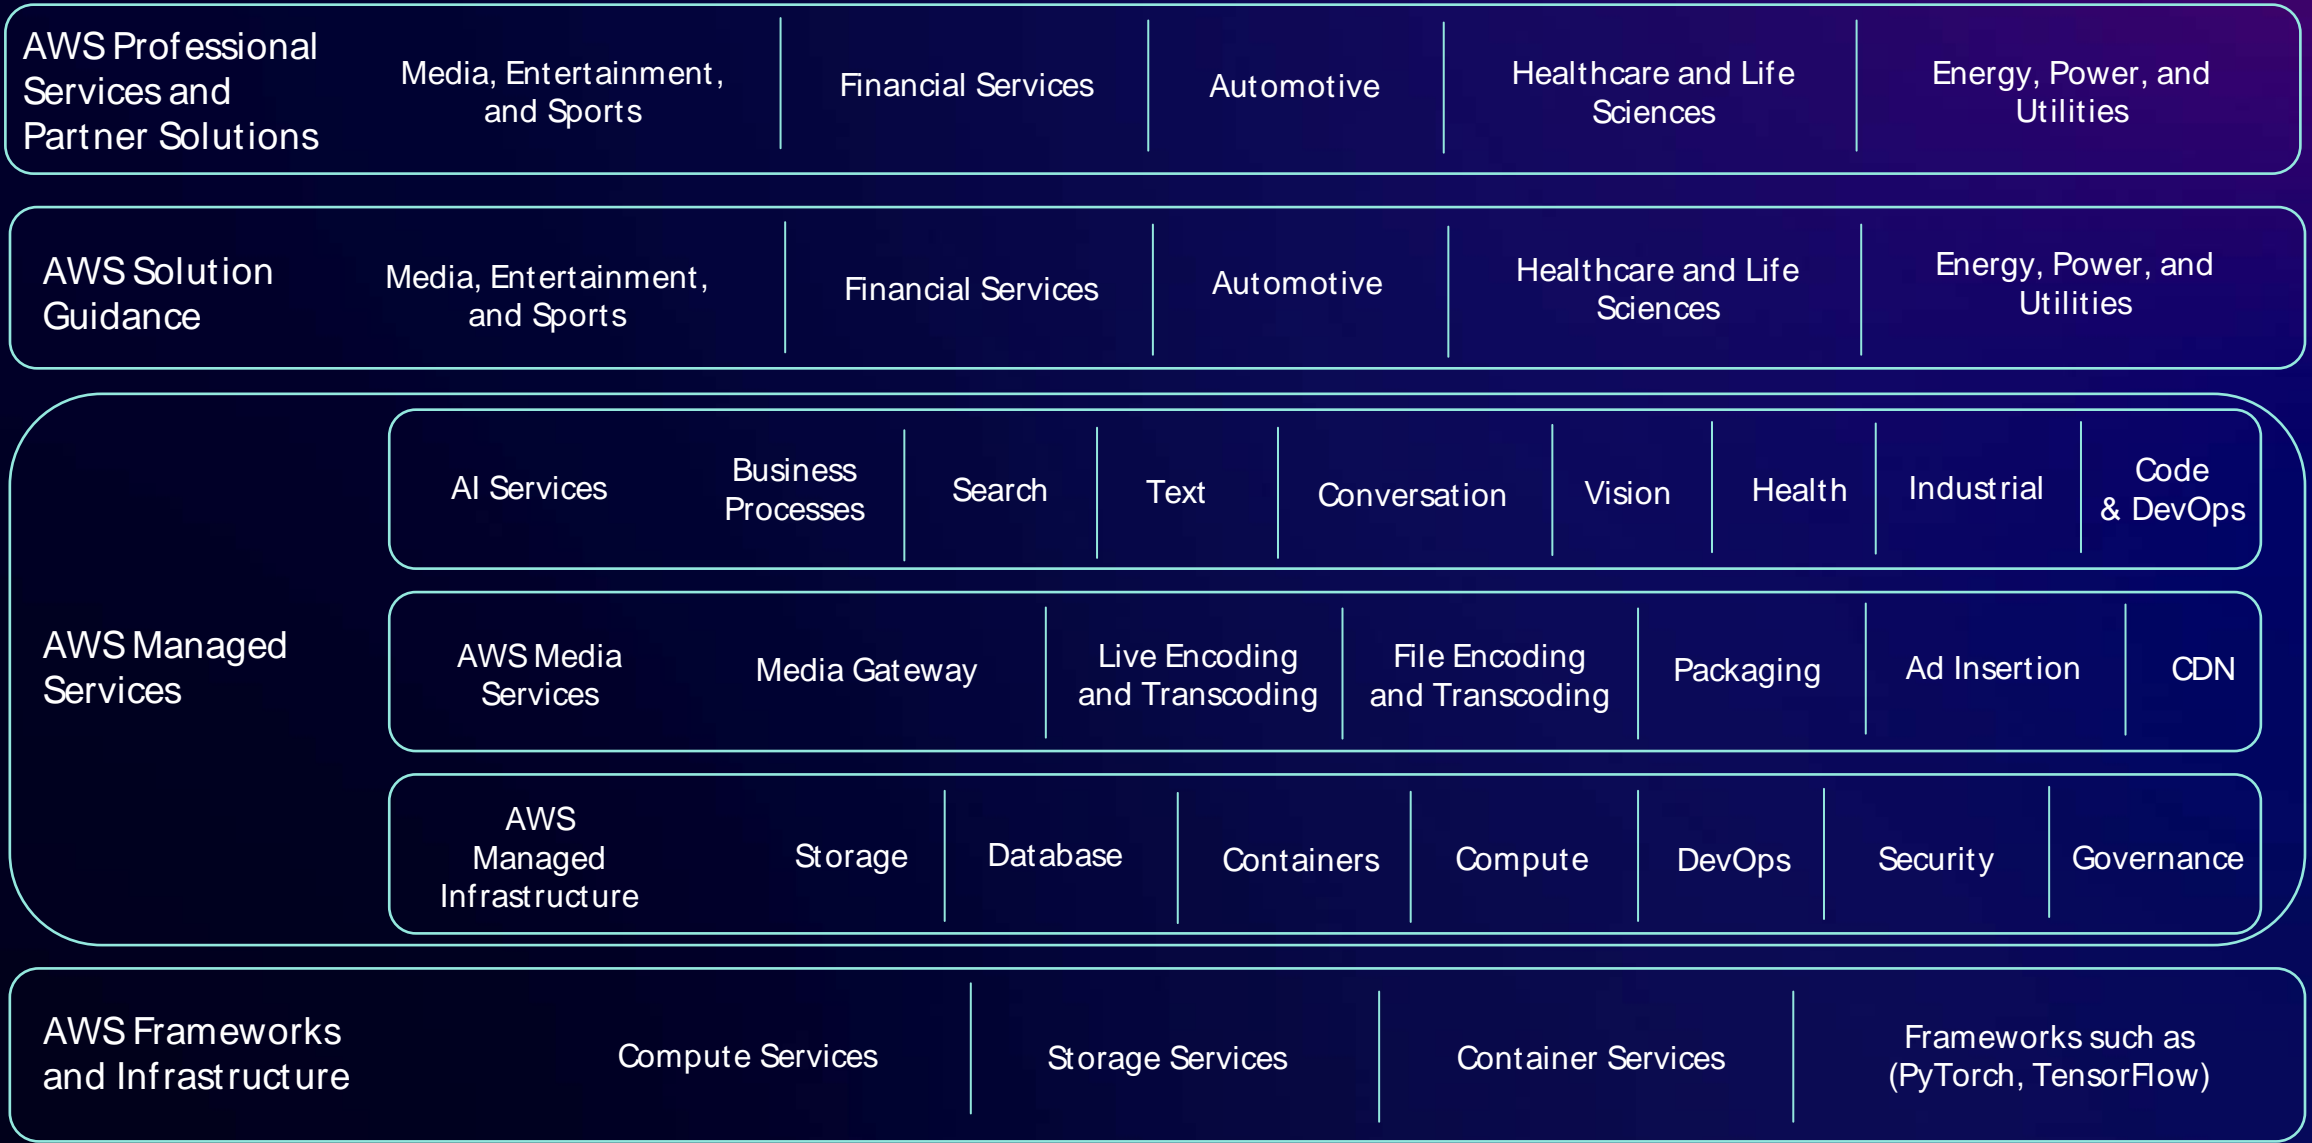 AWS Professional
Services and
Partner Solutions
Media, Entertainment,
and Sports
Financial Services
Automotive
Healthcare and Life
Sciences
Energy, Power, and
Utilities
AWS Solution
Guidance
Media, Entertainment,
and Sports
Financial Services
Automotive
Healthcare and Life
Sciences
Energy, Power, and
Utilities
AWS Managed
Services
AI Services
Business
Processes
Search
Text
Conversation
Vision
Health
Industrial
Code
& DevOps
AWS Media
Services
Media Gateway
Live Encoding
and Transcoding
File Encoding
and Transcoding
Packaging
Ad Insertion
CDN
AWS
Managed
Infrastructure
Storage
Database
Containers
Compute
DevOps
Security
Governance
AWS Frameworks
and Infrastructure
Compute Services
Storage Services
Container Services
Frameworks such as
(PyTorch, TensorFlow)